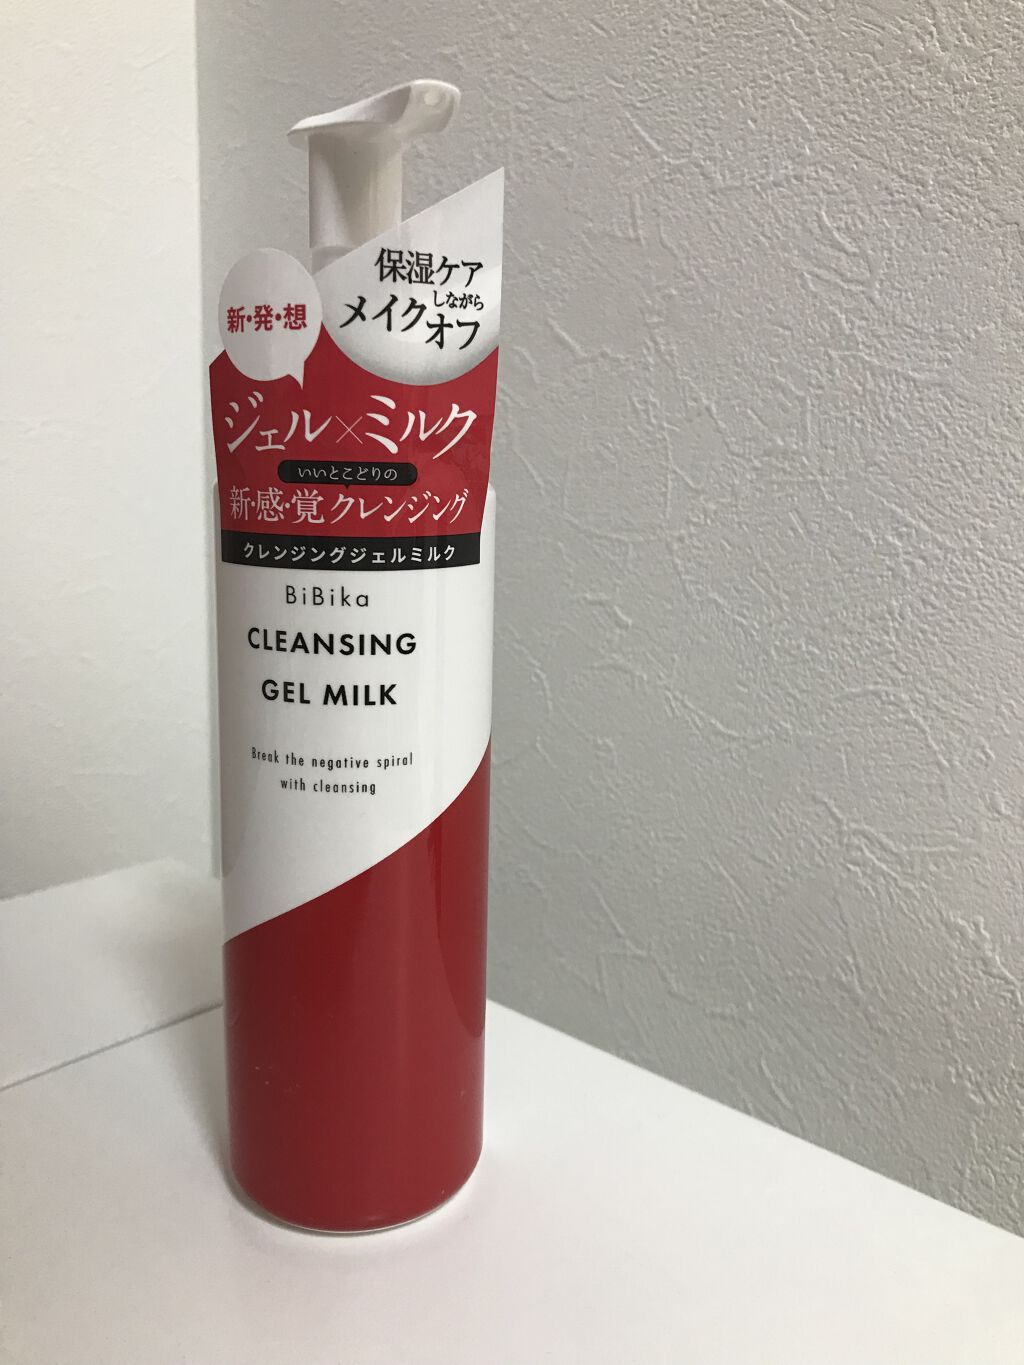 保湿ケア
しながら
メイクオフ
新・発・想
ジェル×ミルク
いいとこどりの
新・感・覚クレンジング
クレンジングジェルミルク
BiBika
CLEANSING
GEL MILK
Break the negative spiral
with cleansing